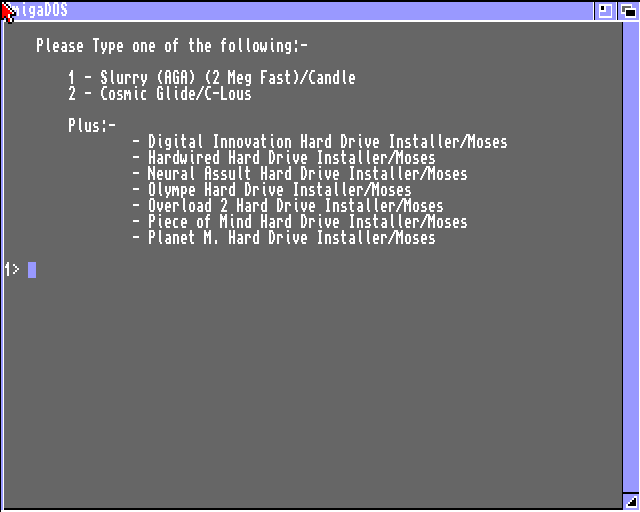 migaDOS
Please Type one of the following:-
1 - Slurry (AGA) (2 Meg Fast)/Candle
2 - Cosmic Glide/C-Lous
Plus:-
- Digital Innovation Hard Drive Installer/Moses
- Hardwired Hard Drive Installer/Moses
- Neural Assult Hard Drive Installer/Moses
- Olympe Hard Drive Installer/Moses
- Overload 2 Hard Drive Installer/Moses
- Piece of Mind Hard Drive Installer/Moses
- Planet M. Hard Drive Installer/Moses
1>